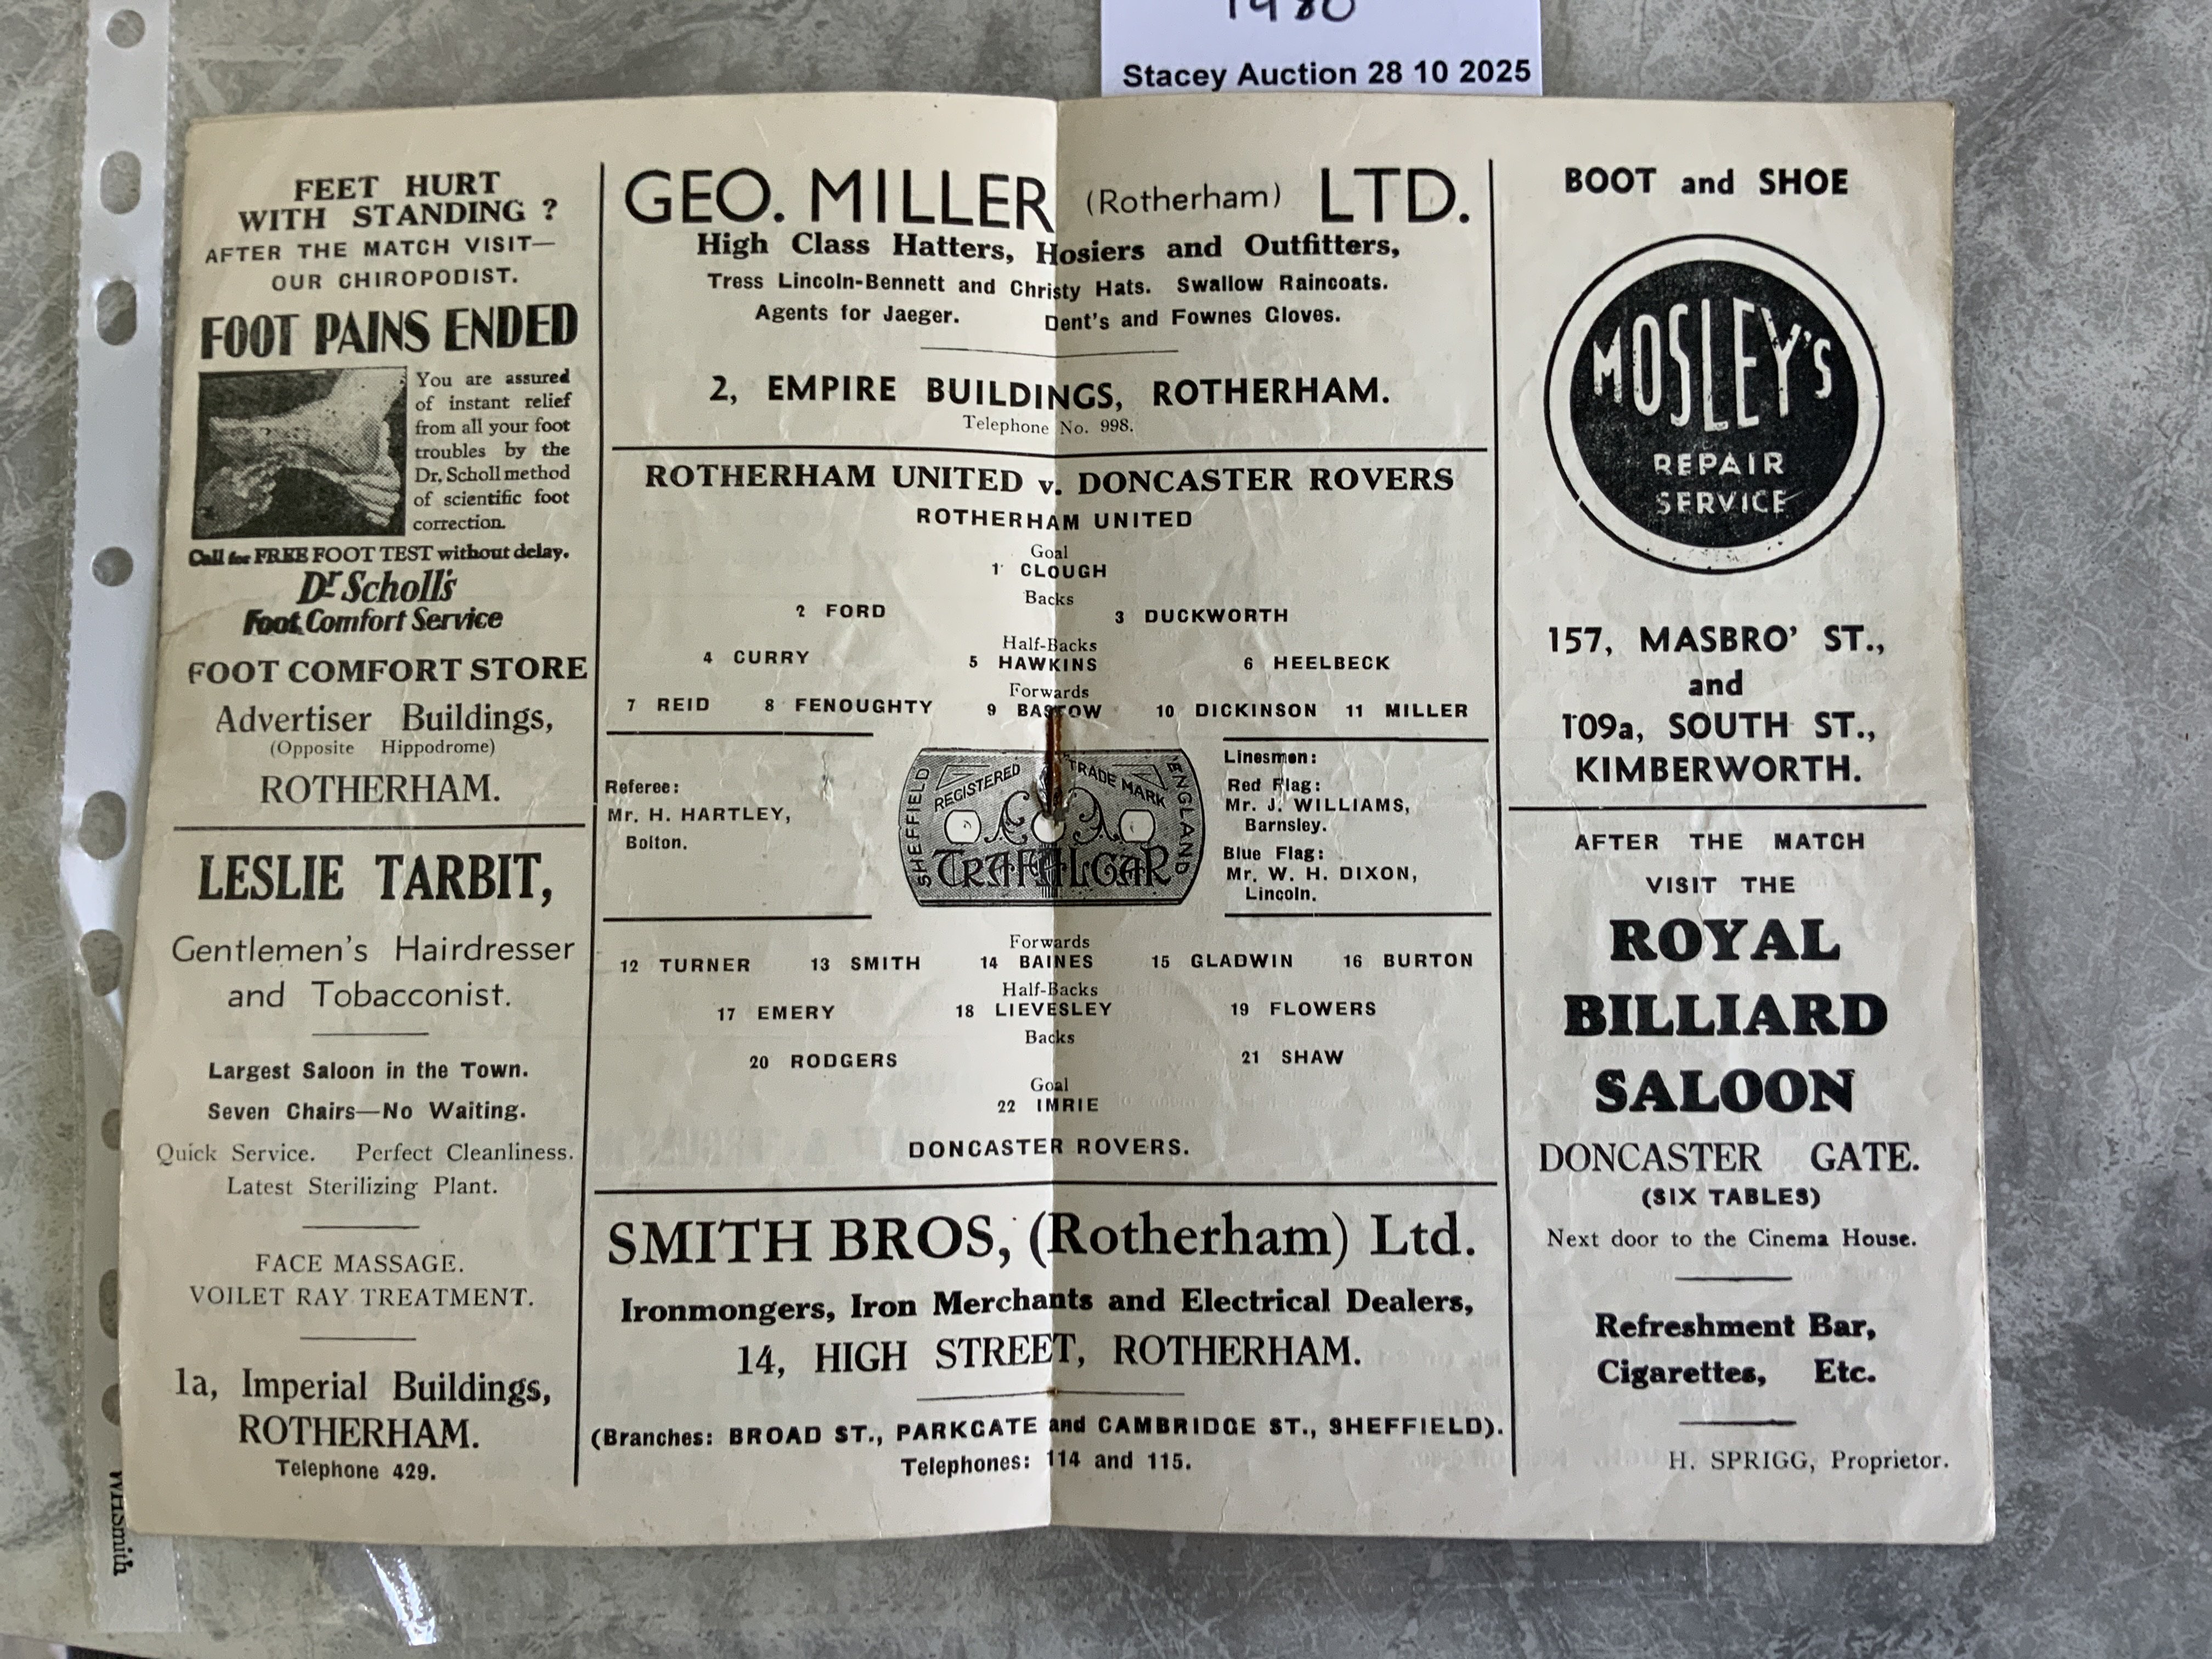 1980
Stacey Auction 28 10 2025
FEET HURT
WITH STANDING ?
AFTER THE MATCH VISIT—
OUR CHIROPODIST.
FOOT PAINS ENDED
You are assured
of instant relief
from all your foot
troubles by the
Dr, Scholl method
of scientific foot
correction.
Call for FREE FOOT TEST without delay.
Dr Scholl's
Foot Comfort Service
FOOT COMFORT STORE
Advertiser Buildings,
(Opposite Hippodrome)
ROTHERHAM.
LESLIE TARBIT,
Gentlemen's Hairdresser
and Tobacconist.
Largest Saloon in the Town.
Seven Chairs—No Waiting.
Quick Service. Perfect Cleanliness.
Latest Sterilizing Plant.
FACE MASSAGE.
VOILET RAY TREATMENT.
1a, Imperial Buildings,
ROTHERHAM.
Telephone 429.
GEO. MILLER (Rotherham) LTD.
High Class Hatters, Hosiers and Outfitters,
Tress Lincoln-Bennett and Christy Hats. Swallow Raincoats.
Agents for Jaeger. Dent's and Fownes Gloves.
2, EMPIRE BUILDINGS, ROTHERHAM.
Telephone No. 998.
ROTHERHAM UNITED v. DONCASTER ROVERS
ROTHERHAM UNITED
Goal
1 CLOUGH
Backs
2 FORD 3 DUCKWORTH
Half-Backs
4 CURRY 5 HAWKINS 6 HEELBECK
Forwards
7 REID 8 FENOUGHTY 9 BASTOW 10 DICKINSON 11 MILLER
Referee:
Mr. H. HARTLEY,
Bolton.
SHEFFIELD
REGISTERED TRADE MARK
ENGLAND
TRAFALGAR
Linesmen:
Red Flag:
Mr. J. WILLIAMS,
Barnsley.
Blue Flag:
Mr. W. H. DIXON,
Lincoln.
Forwards
12 TURNER 13 SMITH 14 BAINES 15 GLADWIN 16 BURTON
Half-Backs
17 EMERY 18 LIEVESLEY 19 FLOWERS
Backs
20 RODGERS 21 SHAW
Goal
22 IMRIE
DONCASTER ROVERS.
SMITH BROS, (Rotherham) Ltd.
Ironmongers, Iron Merchants and Electrical Dealers,
14, HIGH STREET, ROTHERHAM.
(Branches: BROAD ST., PARKGATE and CAMBRIDGE ST., SHEFFIELD).
Telephones: 114 and 115.
BOOT and SHOE
MOSLEY'S
REPAIR
SERVICE
157, MASBRO' ST.,
and
109a, SOUTH ST.,
KIMBERWORTH.
AFTER THE MATCH
VISIT THE
ROYAL
BILLIARD
SALOON
DONCASTER GATE.
(SIX TABLES)
Next door to the Cinema House.
Refreshment Bar,
Cigarettes, Etc.
H. SPRIGG, Proprietor.
WHSmith